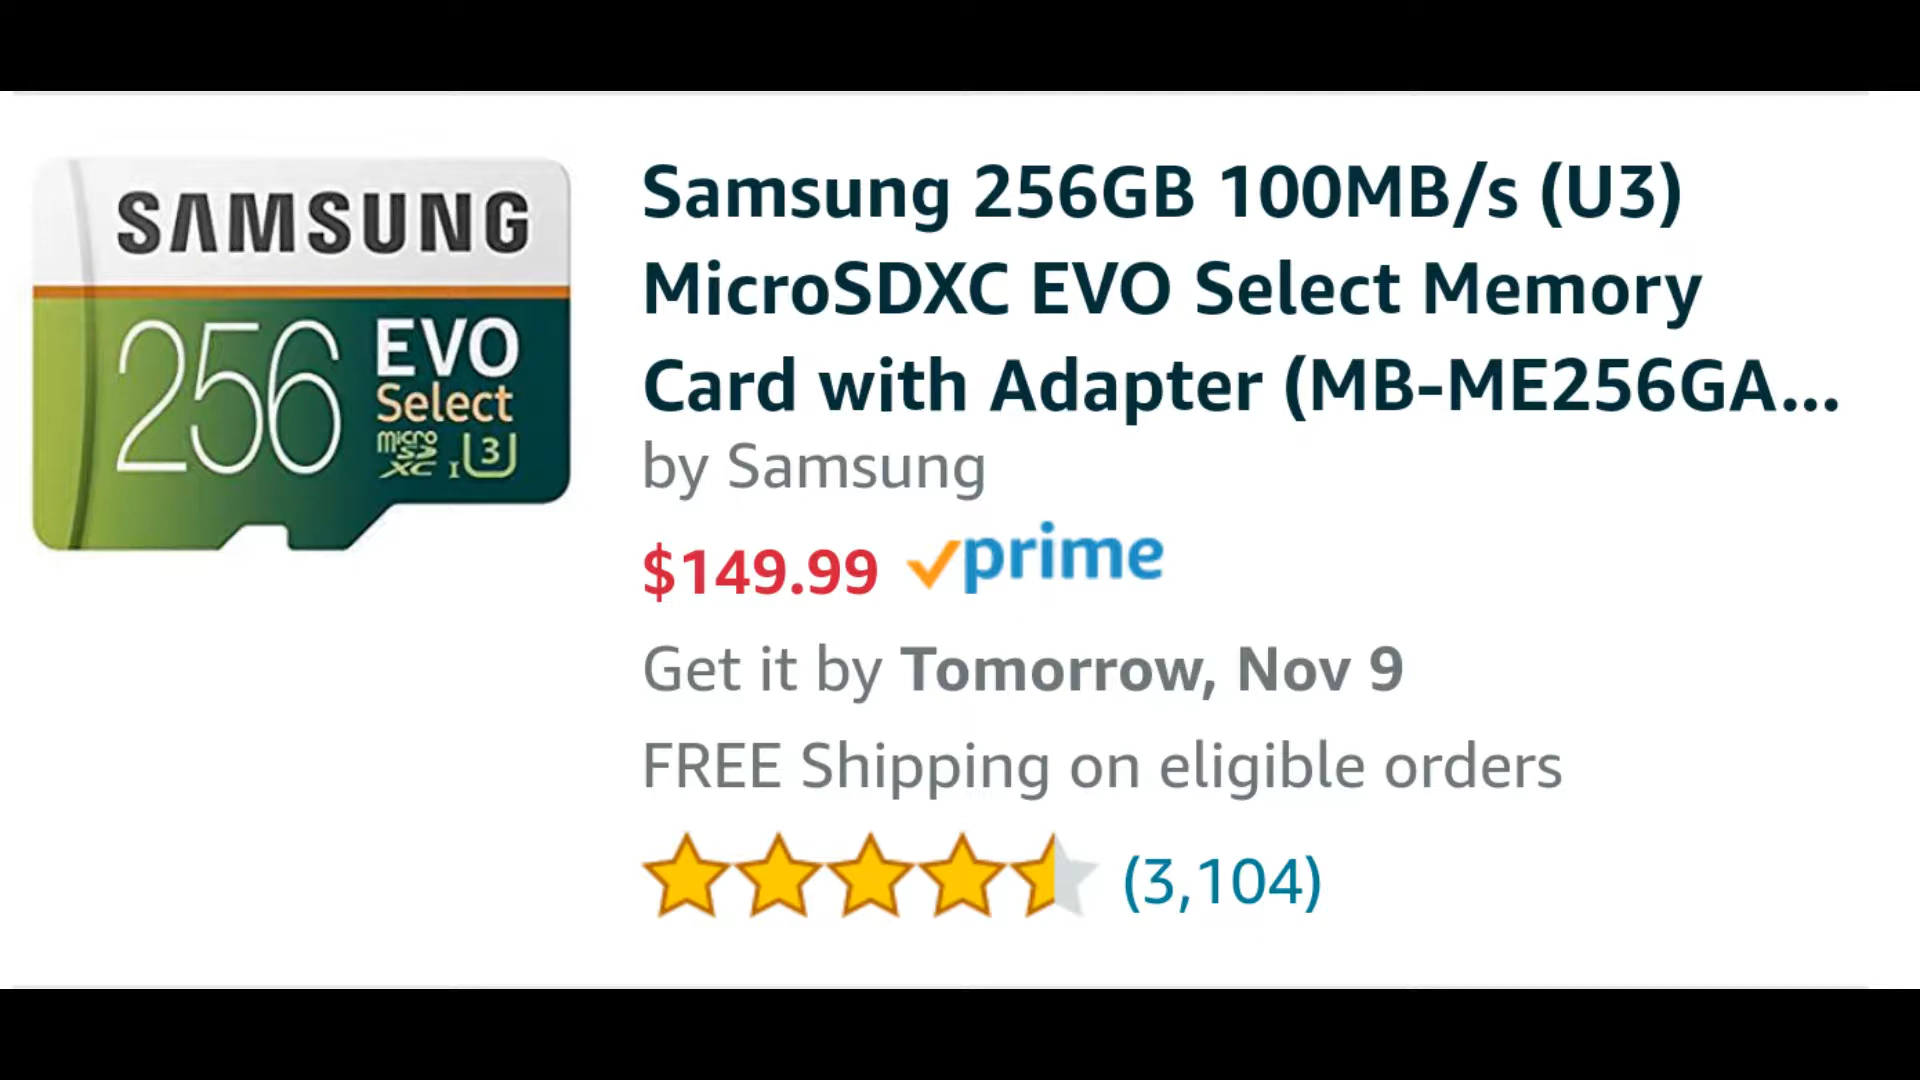 SAMSUNG
256
EVO
Select
micro
SD
XC I U3
Samsung 256GB 100MB/s (U3)
MicroSDXC EVO Select Memory
Card with Adapter (MB-ME256GA...
by Samsung
$149.99 prime
Get it by Tomorrow, Nov 9
FREE Shipping on eligible orders
(3,104)